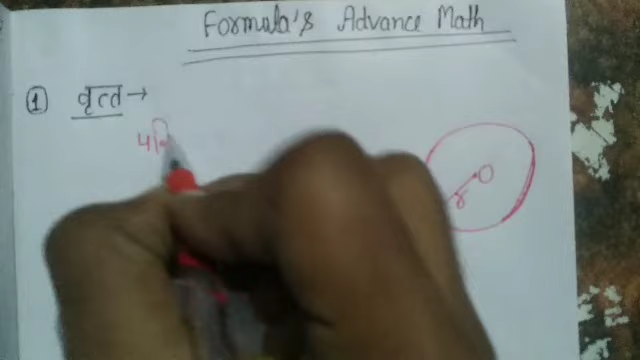 Formula's Advance Math
① वृत्त →
O
r